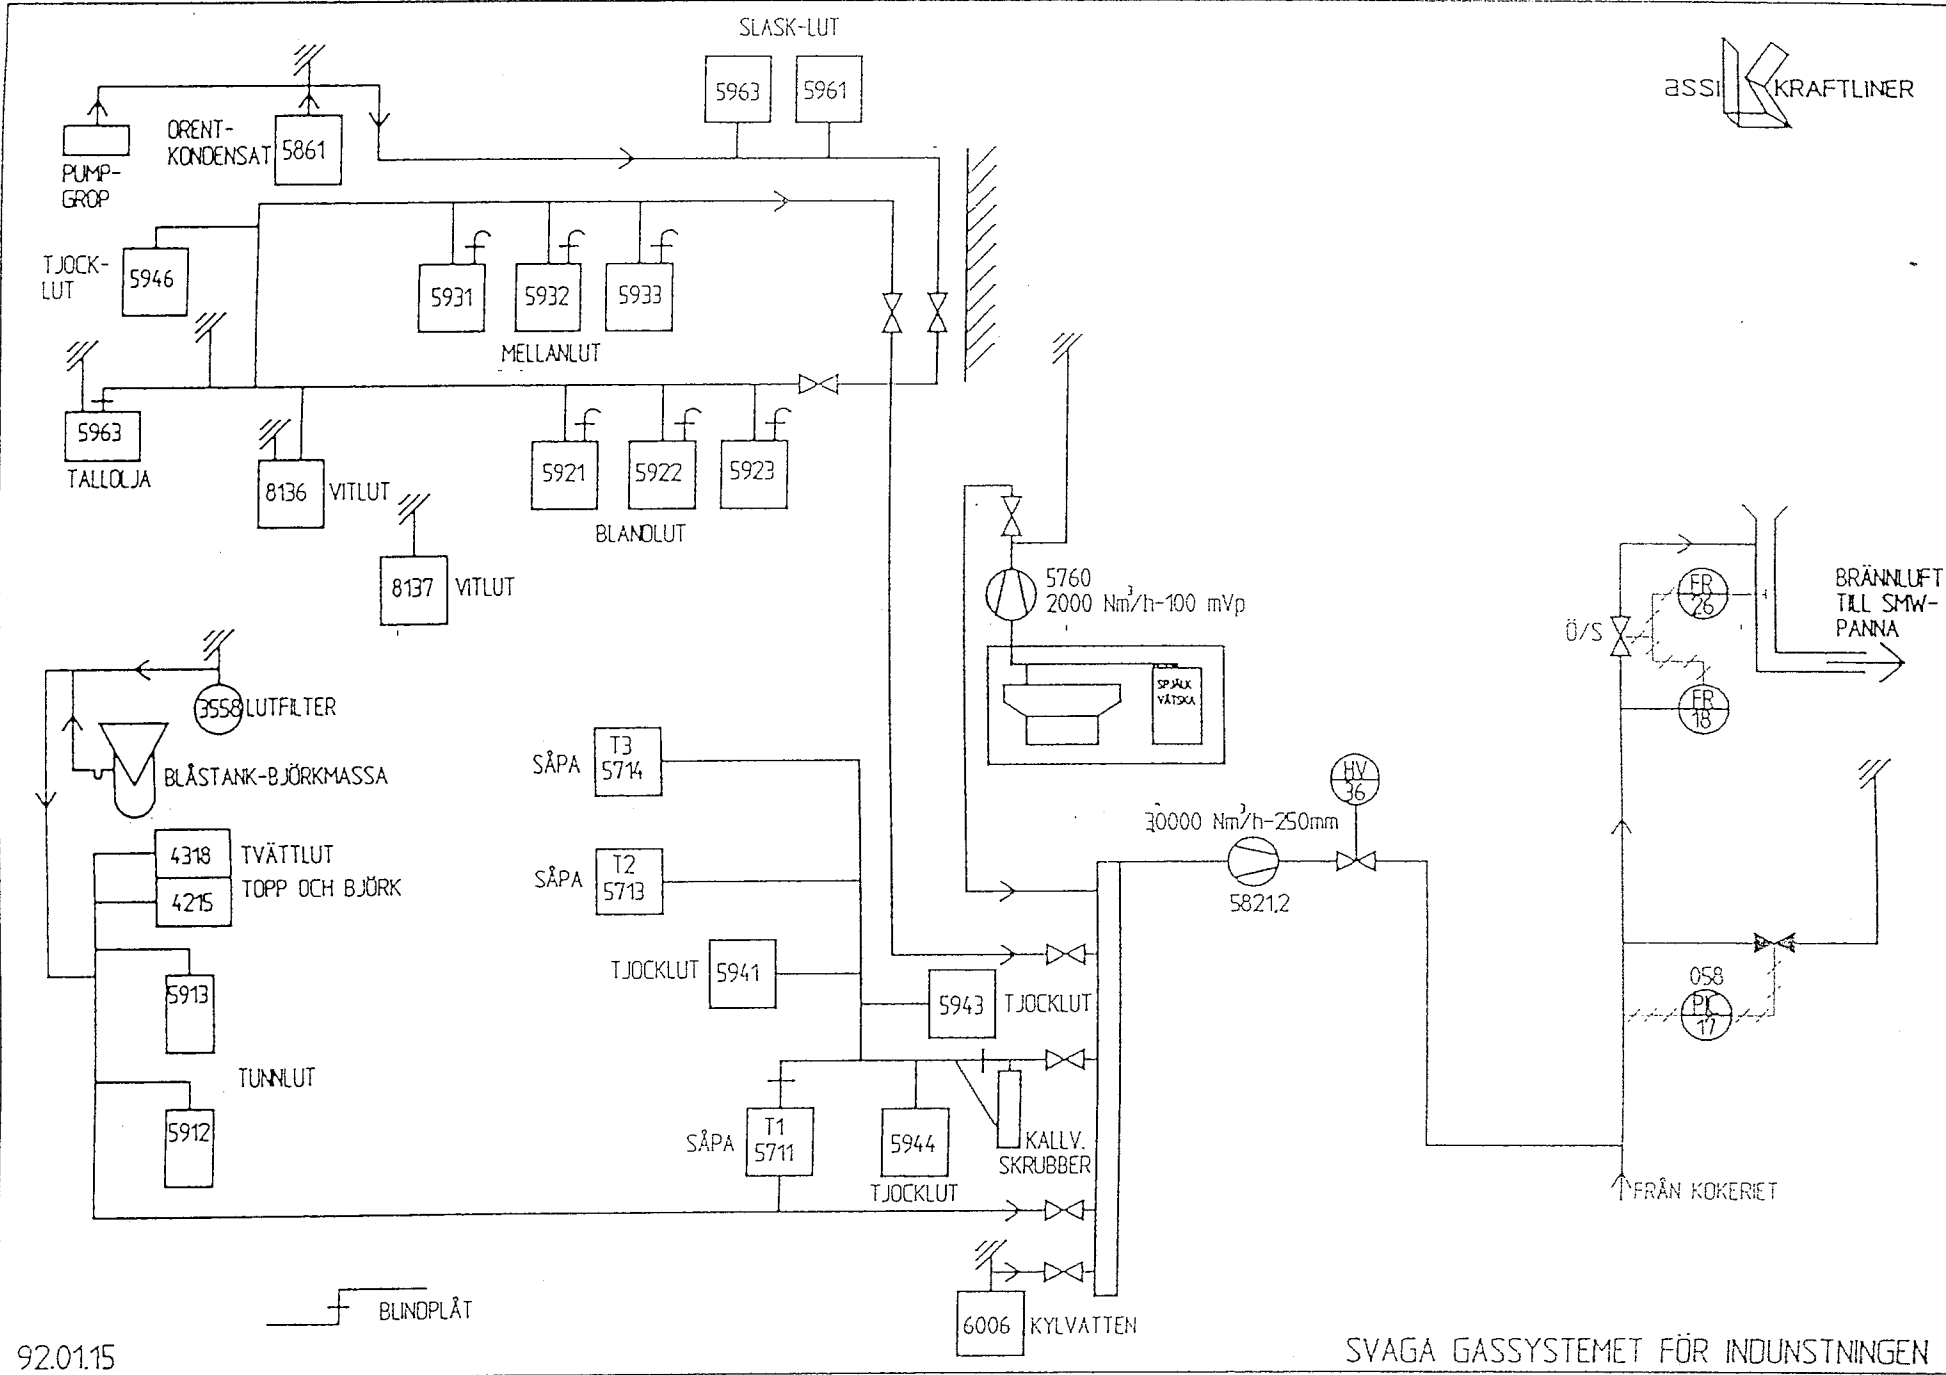 SLASK-LUT
5963
5961
assi KRAFTLINER
ORENT-
KONDENSAT
5861
PUMP-
GROP
TJOCK-
LUT
5946
5931
5932
5933
MELLANLUT
5963
TALLOLJA
8136
VITLUT
5921
5922
5923
BLANDLUT
8137
VITLUT
5760
2000 Nm³/h-100 mVp
SPJÄLK
VÄTSKA
FR
26
Ö/S
FR
18
BRÄNNLUFT
TILL SMW-
PANNA
3558
LUTFILTER
BLÅSTANK-BJÖRKMASSA
SÅPA
T3
5714
HV
36
30000 Nm³/h-250mm
5821,2
4318
TVÄTTLUT
4215
TOPP OCH BJÖRK
SÅPA
T2
5713
TJOCKLUT
5941
5943
TJOCKLUT
058
PIC
17
5913
TUNNLUT
5912
SÅPA
T1
5711
5944
TJOCKLUT
KALLV.
SKRUBBER
FRÅN KOKERIET
BLINDPLÅT
6006
KYLVATTEN
92.01.15
SVAGA GASSYSTEMET FÖR INDUNSTNINGEN